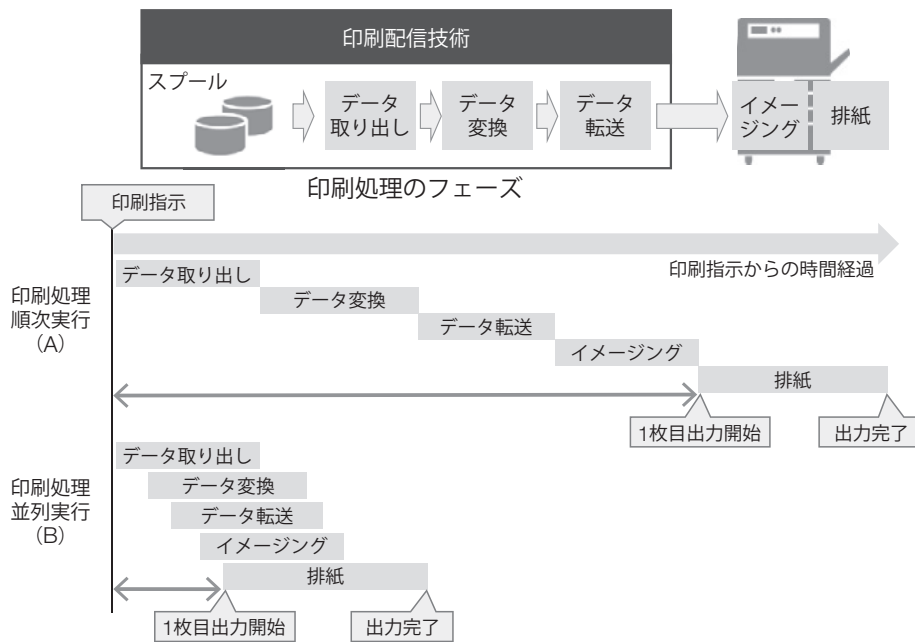 印刷配信技術
スプール
データ
取り出し
データ
変換
データ
転送
イメー
ジング
排紙
印刷処理のフェーズ
印刷指示
印刷指示からの時間経過
印刷処理
順次実行
（A）
データ取り出し
データ変換
データ転送
イメージング
排紙
1枚目出力開始
出力完了
印刷処理
並列実行
（B）
データ取り出し
データ変換
データ転送
イメージング
排紙
1枚目出力開始
出力完了